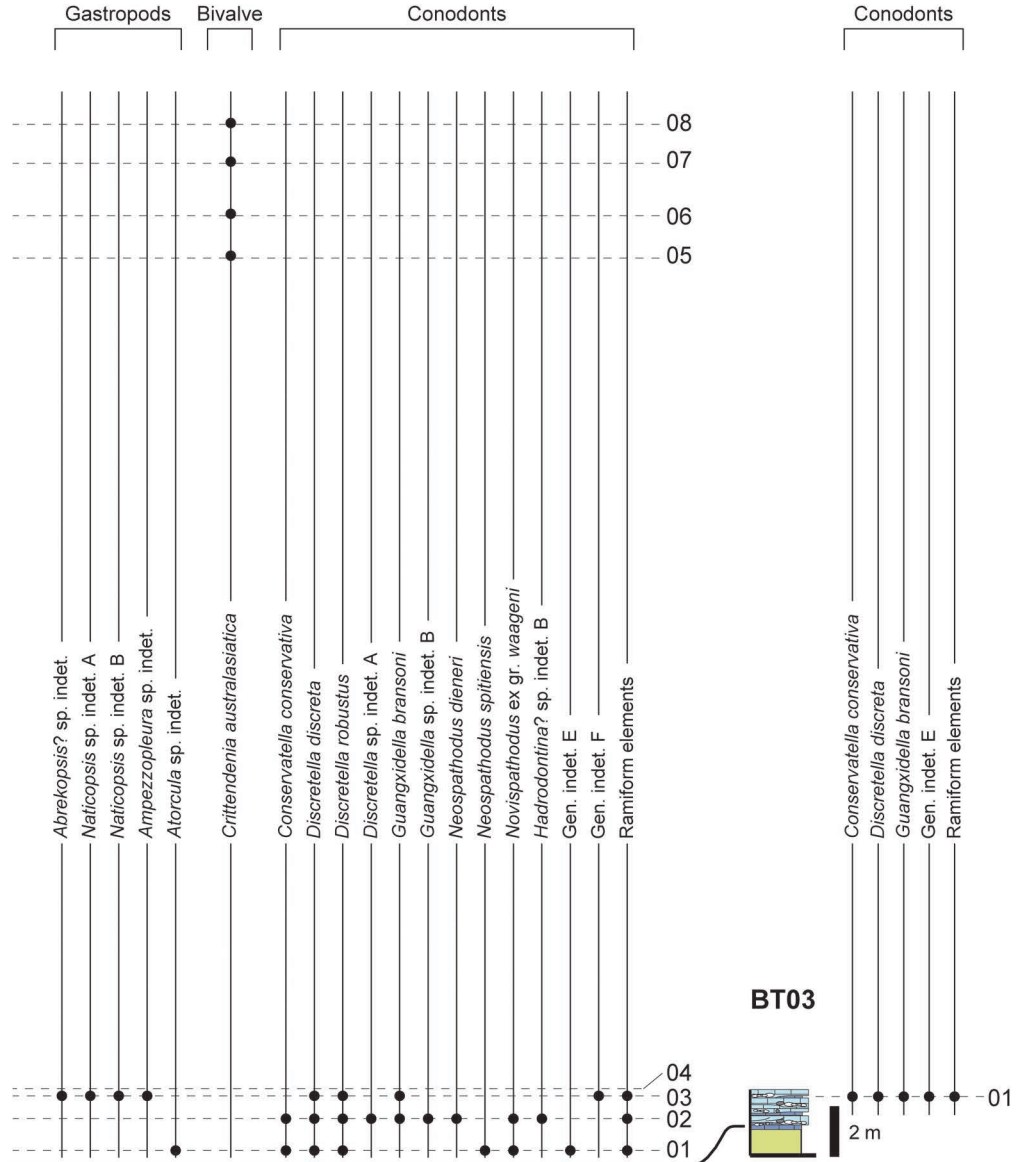 Gastropods
Bivalve
Conodonts
Conodonts
08
07
06
05
Abrekopsis? sp. indet.
Naticopsis sp. indet. A
Naticopsis sp. indet. B
Ampezzopleura sp. indet.
Atorcula sp. indet.
Crittendenia australasiatica
Conservatella conservativa
Discretella discreta
Discretella robustus
Discretella sp. indet. A
Guangxidella bransoni
Guangxidella sp. indet. B
Neospathodus dieneri
Neospathodus spitiensis
Novispathodus ex gr. waageni
Hadrodontina? sp. indet. B
Gen. indet. E
Gen. indet. F
Ramiform elements
Conservatella conservativa
Discretella discreta
Guangxidella bransoni
Gen. indet. E
Ramiform elements
BT03
04
03
02
01
2 m
01